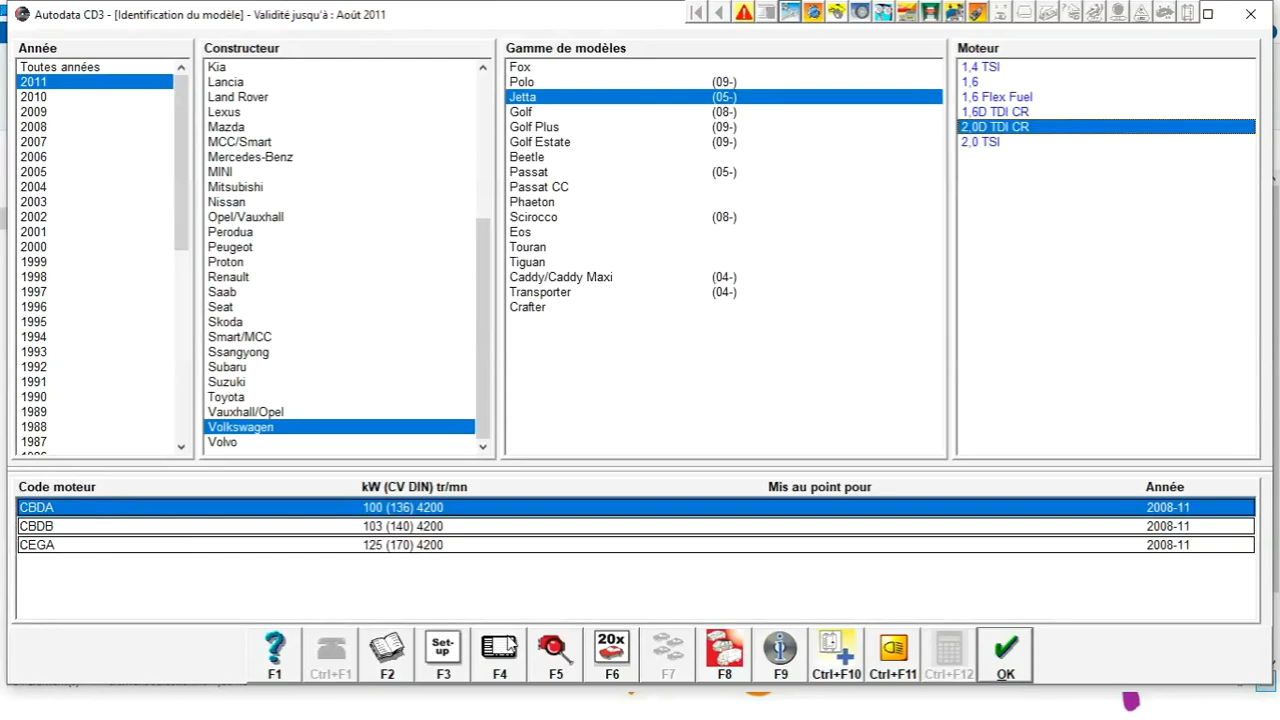 Autodata CD3 - [Identification du modèle] - Validité jusqu'à : Août 2011
Année
Toutes années
2011
2010
2009
2008
2007
2006
2005
2004
2003
2002
2001
2000
1999
1998
1997
1996
1995
1994
1993
1992
1991
1990
1989
1988
1987
Constructeur
Kia
Lancia
Land Rover
Lexus
Mazda
MCC/Smart
Mercedes-Benz
MINI
Mitsubishi
Nissan
Opel/Vauxhall
Perodua
Peugeot
Proton
Renault
Saab
Seat
Skoda
Smart/MCC
Ssangyong
Subaru
Suzuki
Toyota
Vauxhall/Opel
Volkswagen
Volvo
Gamme de modèles
Fox
Polo (09-)
Jetta (05-)
Golf (08-)
Golf Plus (09-)
Golf Estate (09-)
Beetle
Passat (05-)
Passat CC
Phaeton
Scirocco (08-)
Eos
Touran
Tiguan
Caddy/Caddy Maxi (04-)
Transporter (04-)
Crafter
Moteur
1,4 TSI
1,6
1,6 Flex Fuel
1,6D TDI CR
2,0D TDI CR
2,0 TSI
Code moteur kW (CV DIN) tr/mn Mis au point pour Année
CBDA 100 (136) 4200 2008-11
CBDB 103 (140) 4200 2008-11
CEGA 125 (170) 4200 2008-11
Set-
up
20x
F1 Ctrl+F1 F2 F3 F4 F5 F6 F7 F8 F9 Ctrl+F10 Ctrl+F11 Ctrl+F12 OK